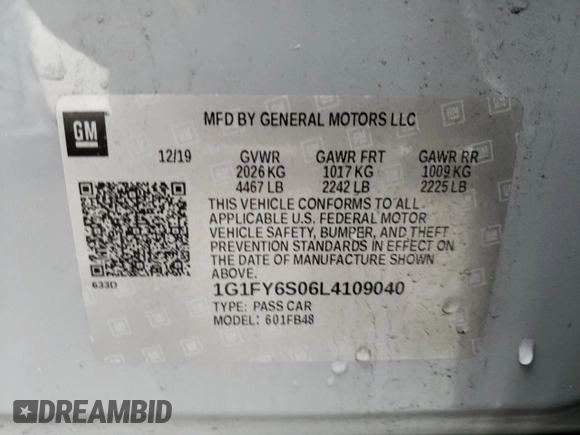 GM
MFD BY GENERAL MOTORS LLC
12/19 GVWR GAWR FRT GAWR RR
2026 KG 1017 KG 1009 KG
4467 LB 2242 LB 2225 LB
THIS VEHICLE CONFORMS TO ALL
APPLICABLE U.S. FEDERAL MOTOR
VEHICLE SAFETY, BUMPER, AND THEFT
PREVENTION STANDARDS IN EFFECT ON
THE DATE OF MANUFACTURE SHOWN
ABOVE.
633D
1G1FY6S06L4109040
TYPE: PASS CAR
MODEL: 601FB48
DREAMBID